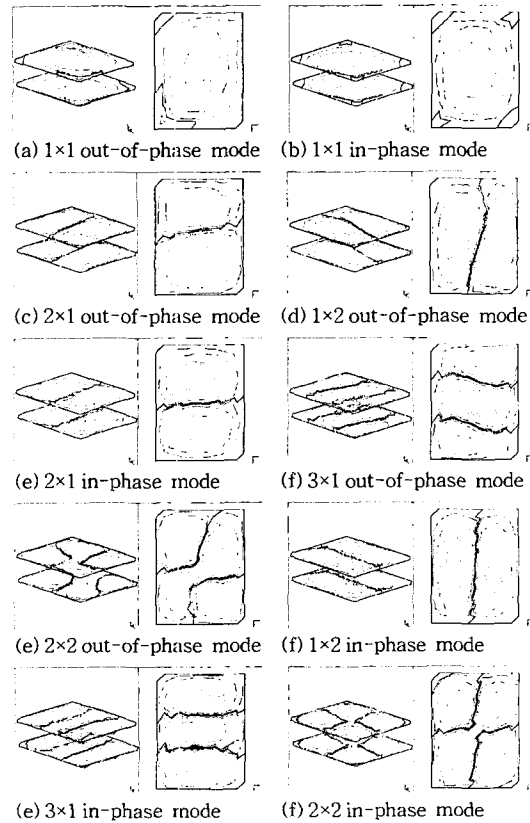 (a) 1×1 out-of-phase mode
(b) 1×1 in-phase mode
(c) 2×1 out-of-phase mode
(d) 1×2 out-of-phase mode
(e) 2×1 in-phase mode
(f) 3×1 out-of-phase mode
(e) 2×2 out-of-phase mode
(f) 1×2 in-phase mode
(e) 3×1 in-phase mode
(f) 2×2 in-phase mode